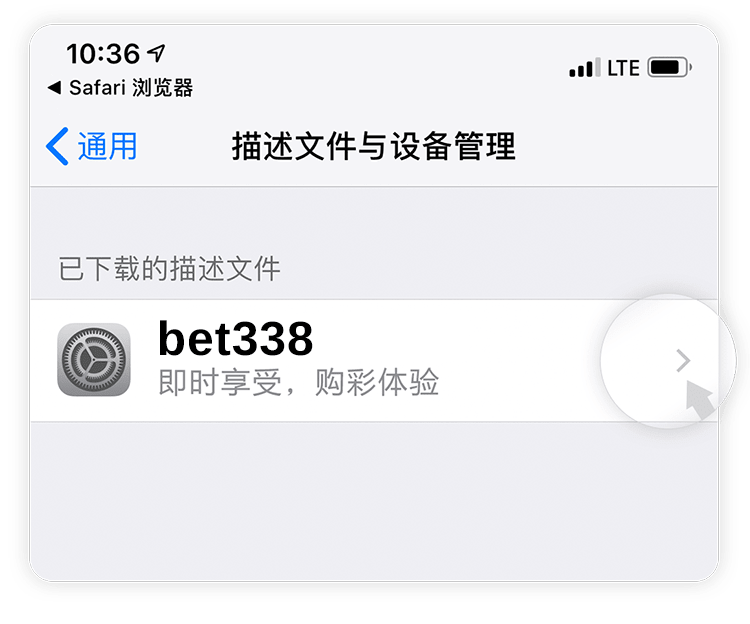 10:36
LTE
Safari 浏览器
通用
描述文件与设备管理
已下载的描述文件
bet338
即时享受，购彩体验